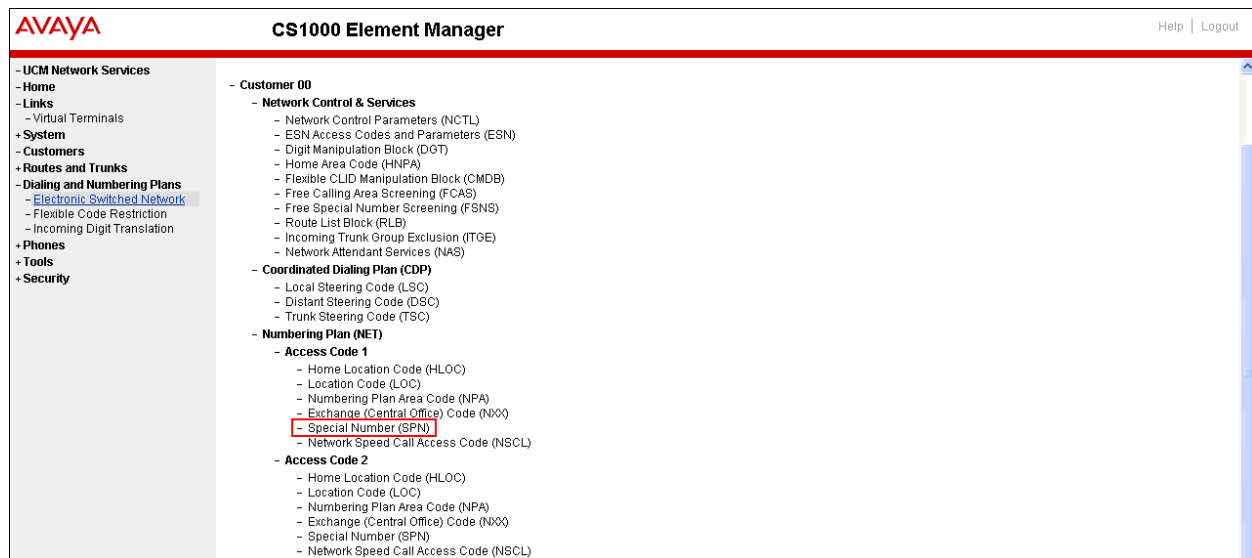 AVAYA
CS1000 Element Manager
Help | Logout
- UCM Network Services
- Home
- Links
- Virtual Terminals
+ System
- Customers
+ Routes and Trunks
- Dialing and Numbering Plans
- Electronic Switched Network
- Flexible Code Restriction
- Incoming Digit Translation
+ Phones
+ Tools
+ Security
- Customer 00
- Network Control & Services
- Network Control Parameters (NCTL)
- ESN Access Codes and Parameters (ESN)
- Digit Manipulation Block (DGT)
- Home Area Code (HNPA)
- Flexible CLID Manipulation Block (CMDB)
- Free Calling Area Screening (FCAS)
- Free Special Number Screening (FSNS)
- Route List Block (RLB)
- Incoming Trunk Group Exclusion (ITGE)
- Network Attendant Services (NAS)
- Coordinated Dialing Plan (CDP)
- Local Steering Code (LSC)
- Distant Steering Code (DSC)
- Trunk Steering Code (TSC)
- Numbering Plan (NET)
- Access Code 1
- Home Location Code (HLOC)
- Location Code (LOC)
- Numbering Plan Area Code (NPA)
- Exchange (Central Office) Code (NXX)
- Special Number (SPN)
- Network Speed Call Access Code (NSCL)
- Access Code 2
- Home Location Code (HLOC)
- Location Code (LOC)
- Numbering Plan Area Code (NPA)
- Exchange (Central Office) Code (NXX)
- Special Number (SPN)
- Network Speed Call Access Code (NSCL)